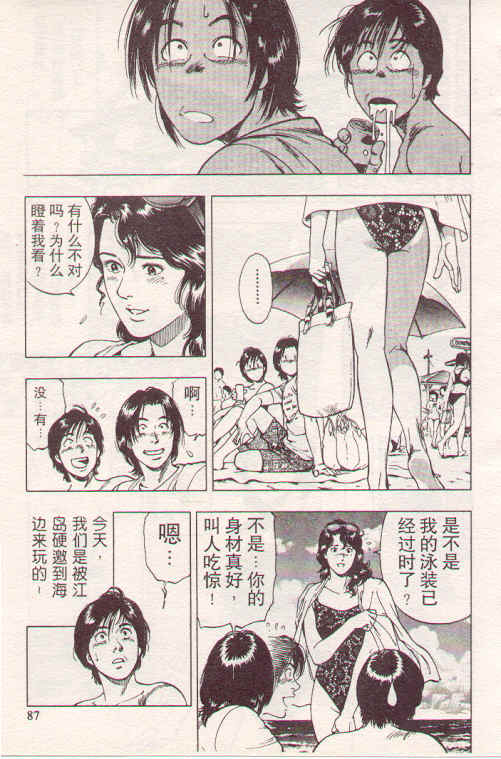 ………
有什么不对
吗？为什么
瞪着我看？
啊…
没…有…
是不是
我的泳装已
经过时了？
不是…你的
身材真好，
叫人吃惊！
嗯…
今天，
我们是被江
岛硬邀到海
边来玩的！
87